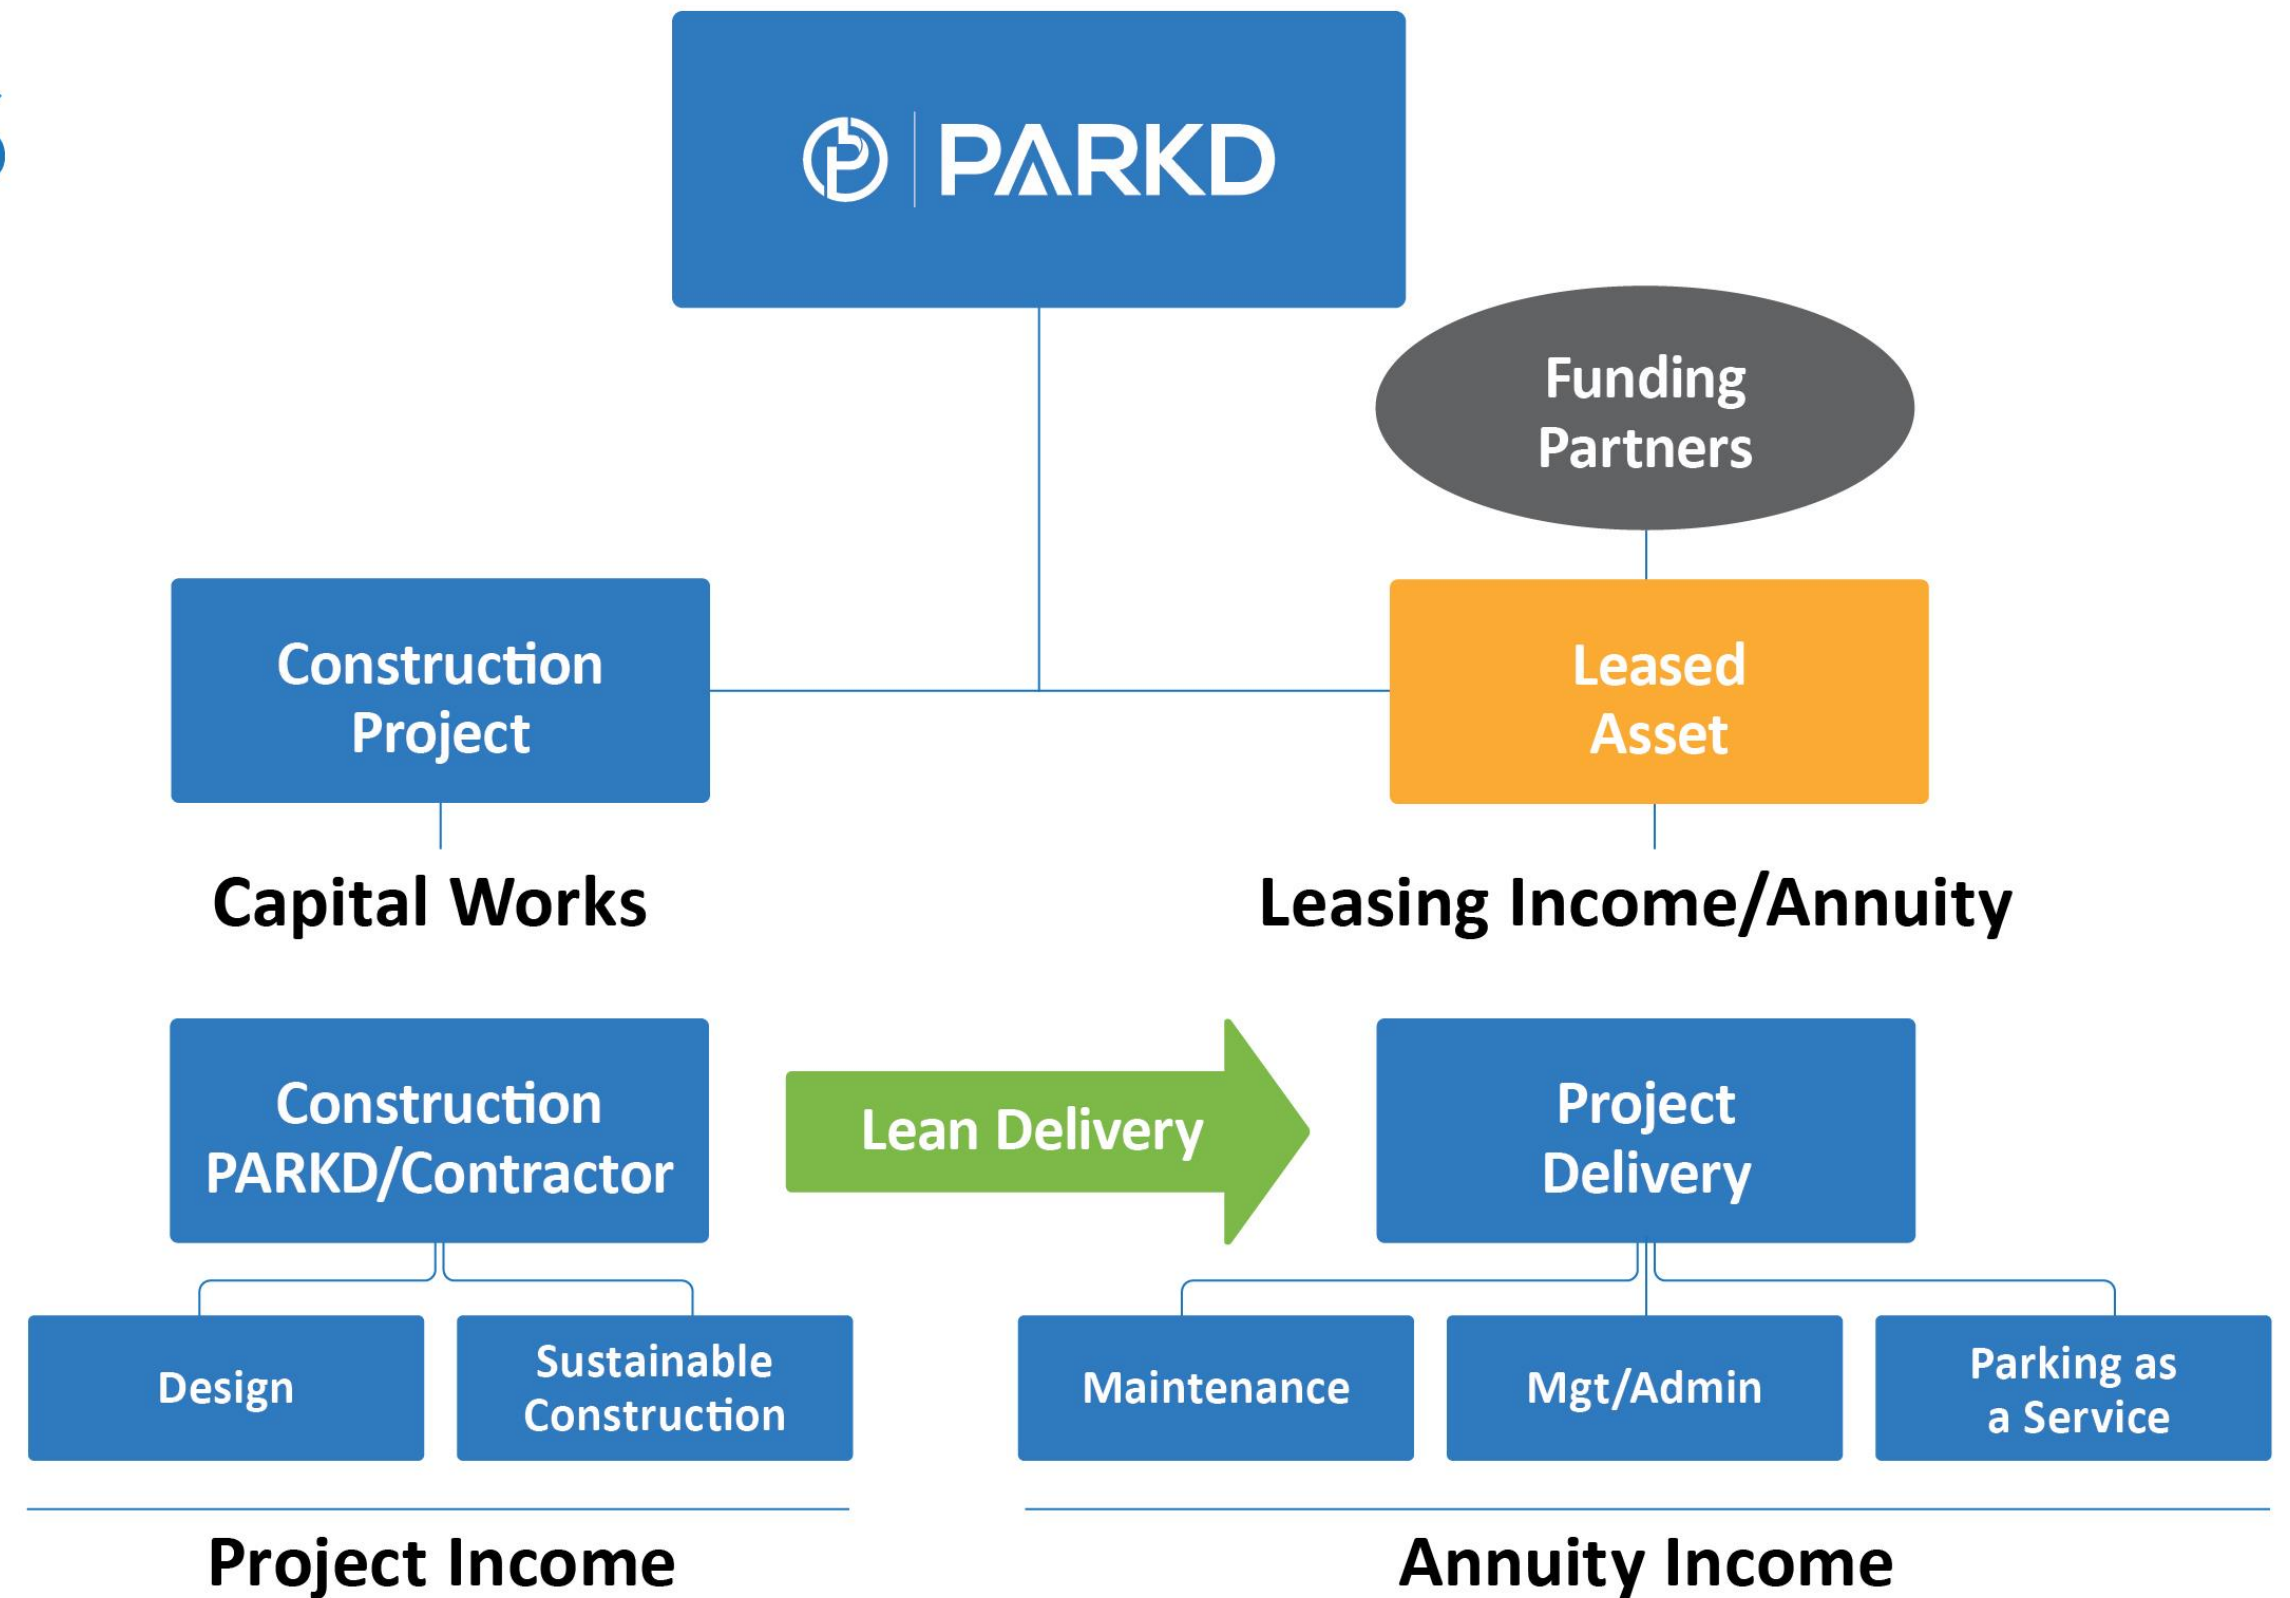 PARKD
Funding
Partners
Construction
Project
Leased
Asset
Capital Works
Leasing Income/Annuity
Construction
PARKD/Contractor
Lean Delivery
Project
Delivery
Design
Sustainable
Construction
Maintenance
Mgt/Admin
Parking as
a Service
Project Income
Annuity Income